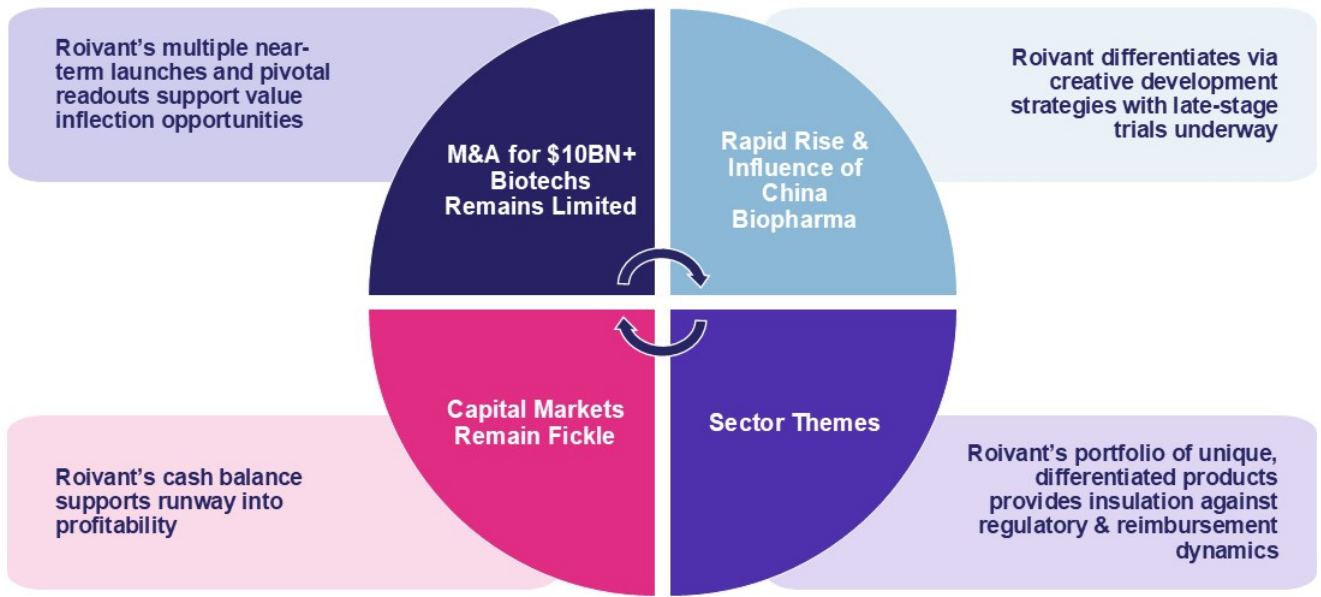 Roivant’s multiple near-
term launches and pivotal
readouts support value
inflection opportunities
M&A for $10BN+
Biotechs
Remains Limited
Rapid Rise &
Influence of
China
Biopharma
Roivant differentiates via
creative development
strategies with late-stage
trials underway
Roivant’s cash balance
supports runway into
profitability
Capital Markets
Remain Fickle
Sector Themes
Roivant’s portfolio of unique,
differentiated products
provides insulation against
regulatory & reimbursement
dynamics